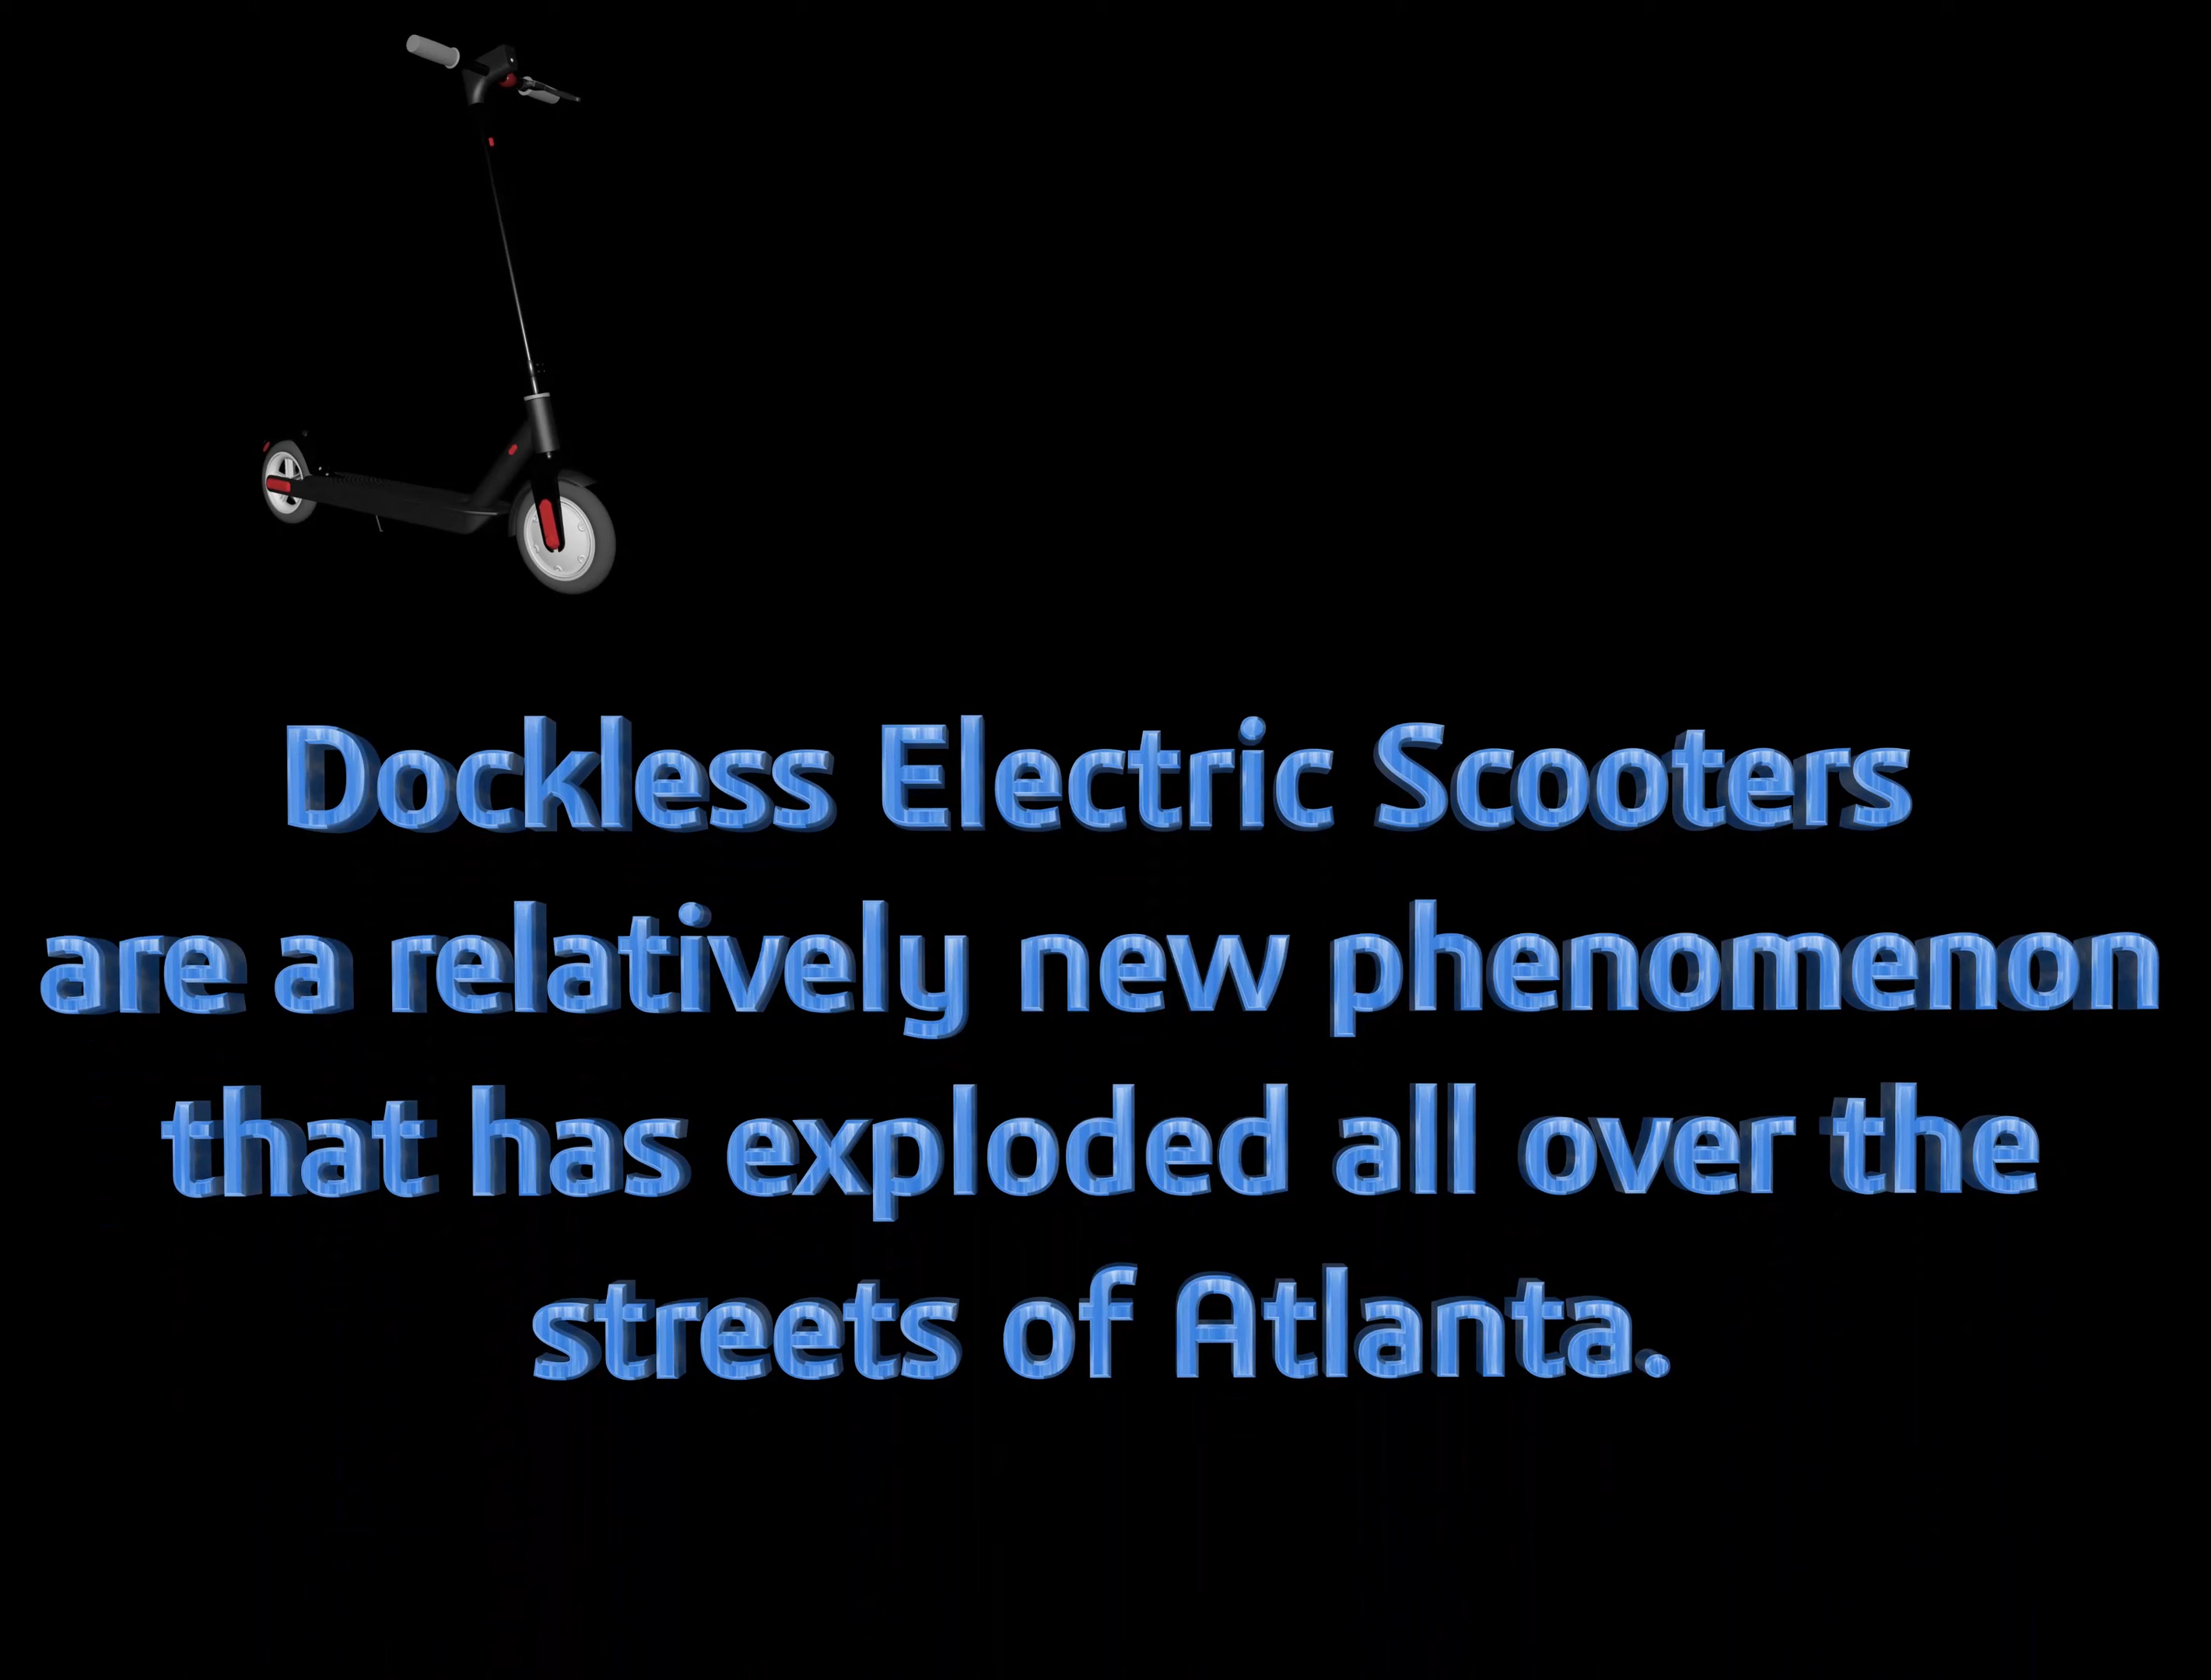 Dockless Electric Scooters
are a relatively new phenomenon
that has exploded all over the
streets of Atlanta.